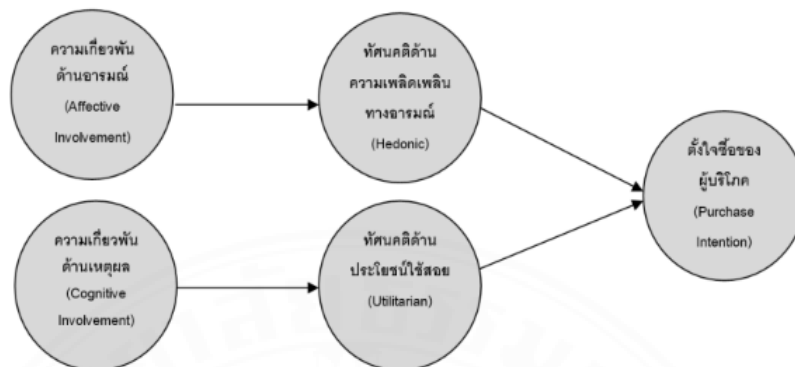 ความเกี่ยวพัน
ด้านอารมณ์
(Affective
Involvement)
ทัศนคติด้าน
ความเพลิดเพลิน
ทางอารมณ์
(Hedonic)
ตั้งใจซื้อของ
ผู้บริโภค
(Purchase
Intention)
ความเกี่ยวพัน
ด้านเหตุผล
(Cognitive
Involvement)
ทัศนคติด้าน
ประโยชน์ใช้สอย
(Utilitarian)